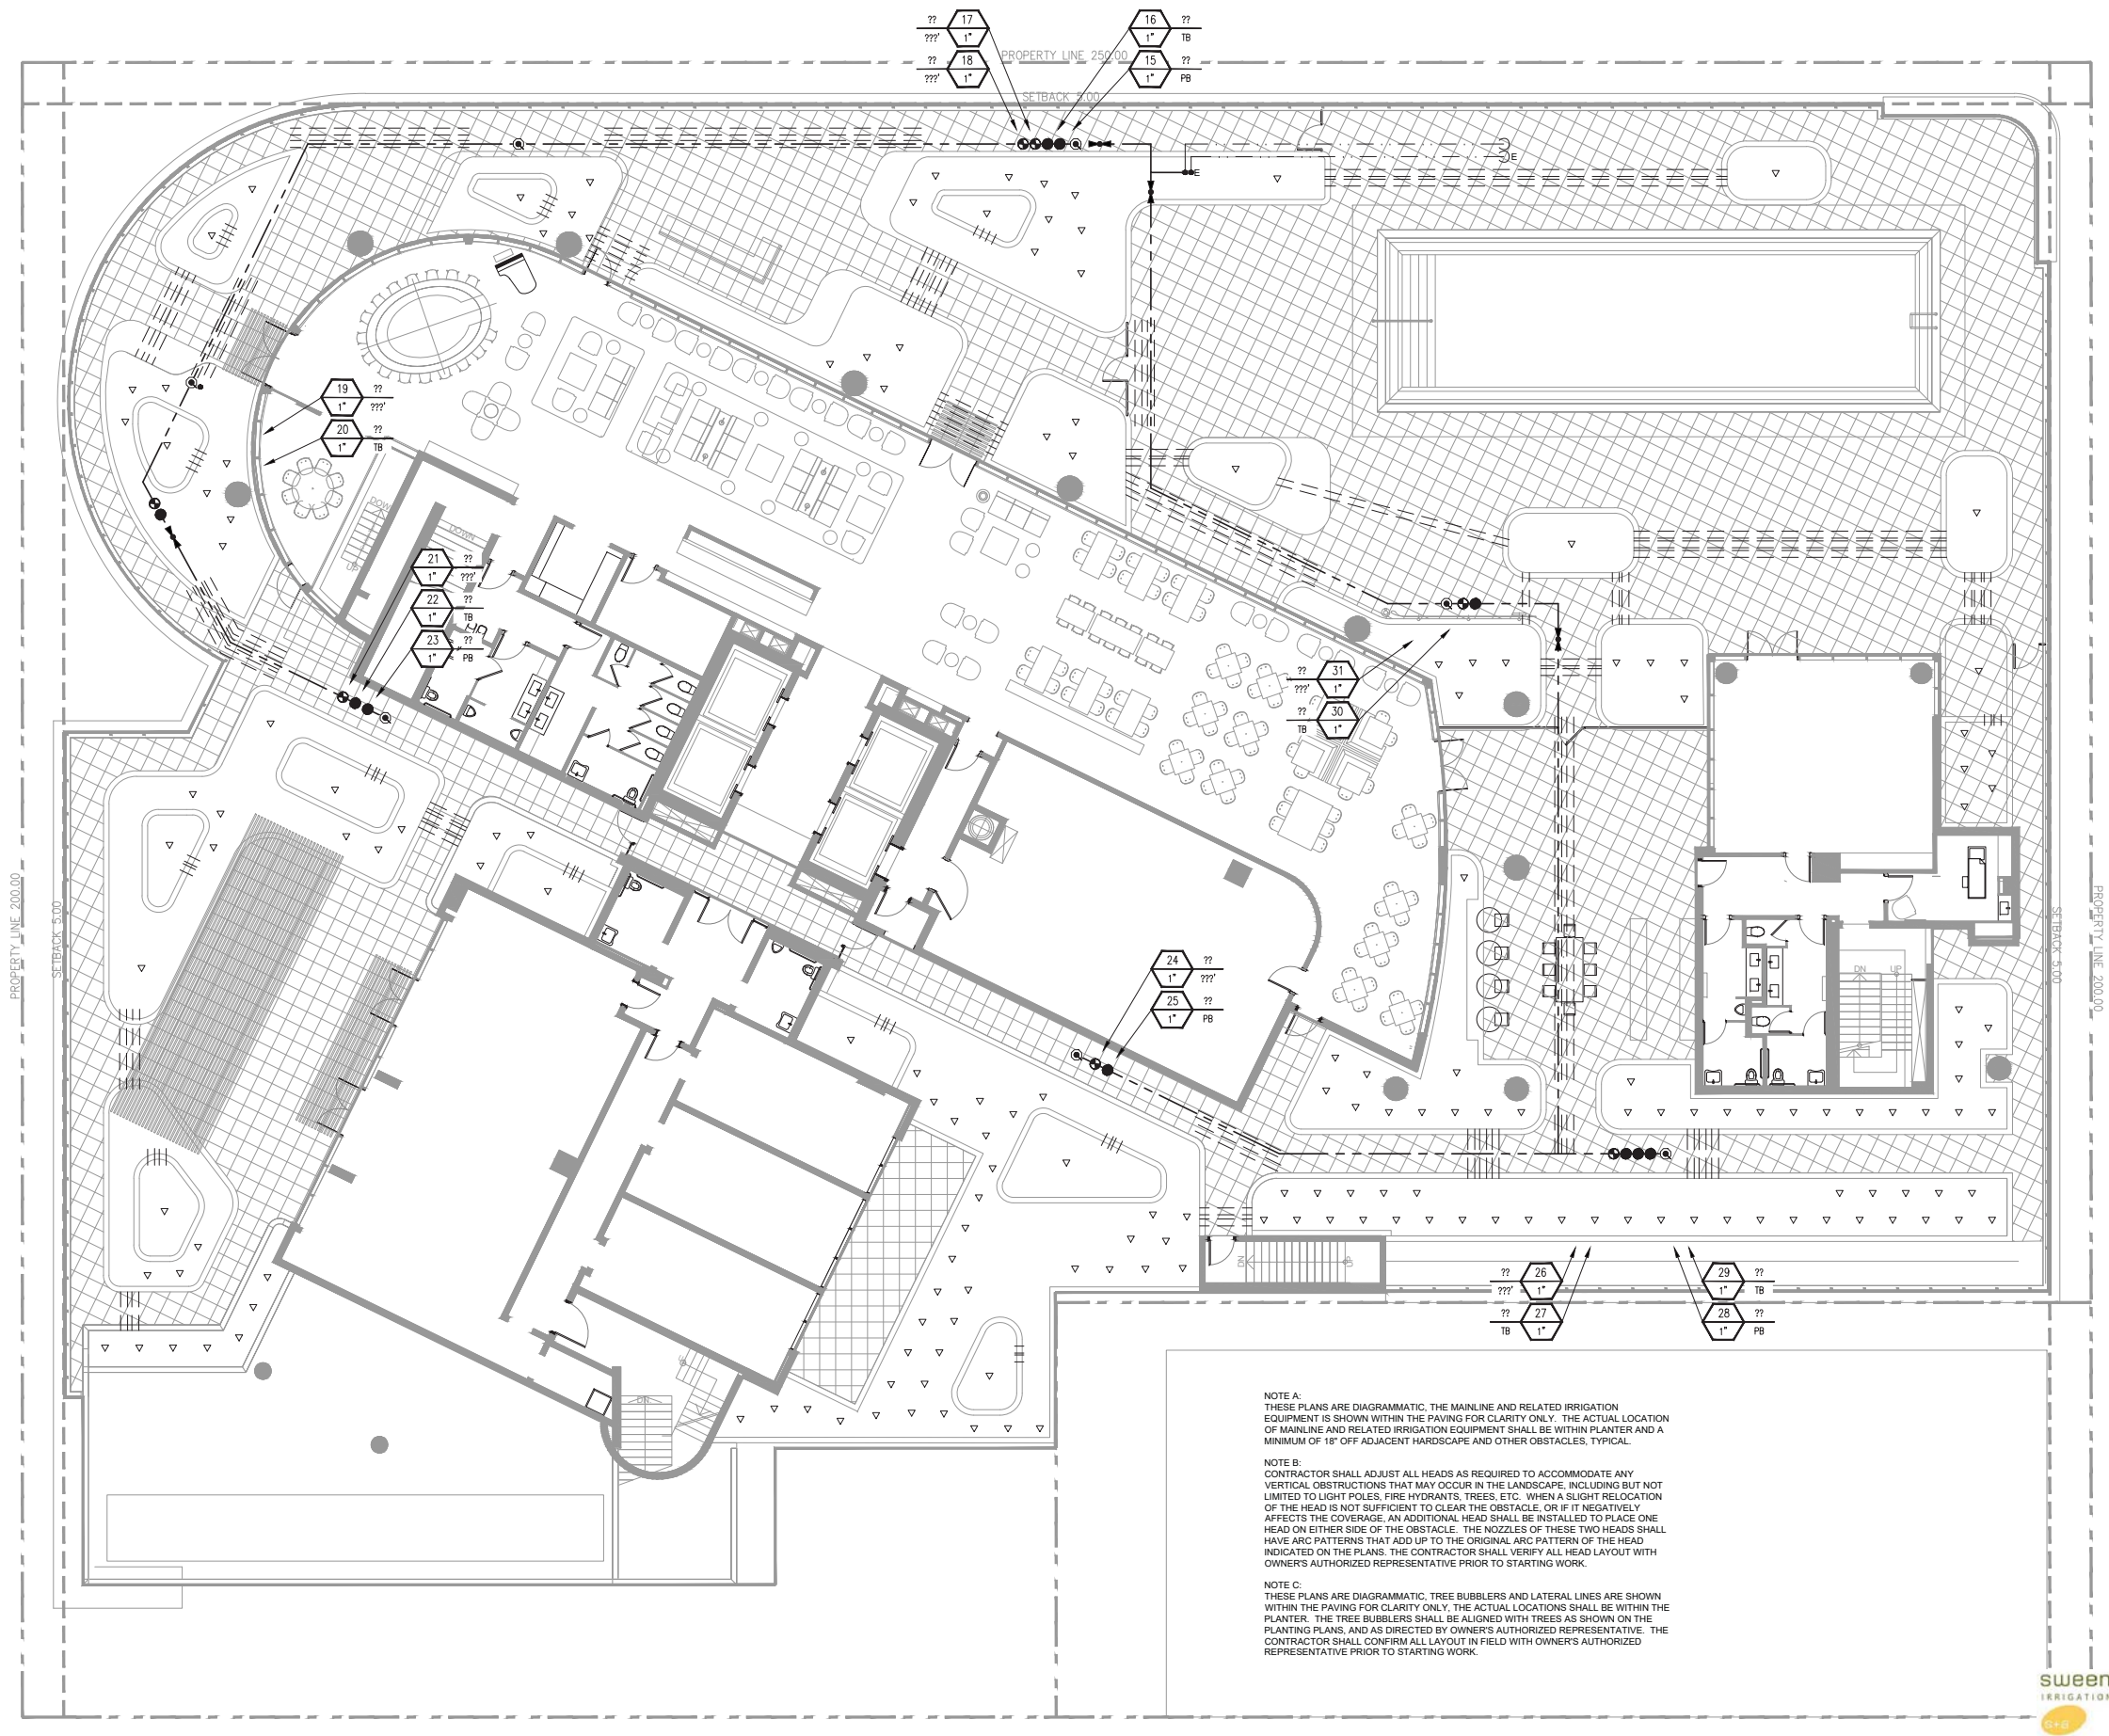 ?? 17
???' 1"
?? 18
???' 1"
16 ??
1" TB
15 ??
1" PB
PROPERTY LINE 250.00
SETBACK 5.00
E
E
19 ??
1" ???'
20 ??
1" TB
DOWN
DOWN
UP
21 ??
1" ???'
22 ??
1" TB
23 ??
1" PB
?? 31
???' 1"
?? 30
TB 1"
PROPERTY LINE 200.00
SETBACK 5.00
SETBACK 5.00
PROPERTY LINE 200.00
24 ??
1" ???'
25 ??
1" PB
DN UP
DN
UP
?? 26
???' 1"
?? 27
TB 1"
29 ??
1" TB
28 ??
1" PB
DN
NOTE A:
THESE PLANS ARE DIAGRAMMATIC, THE MAINLINE AND RELATED IRRIGATION
EQUIPMENT IS SHOWN WITHIN THE PAVING FOR CLARITY ONLY. THE ACTUAL LOCATION
OF MAINLINE AND RELATED IRRIGATION EQUIPMENT SHALL BE WITHIN PLANTER AND A
MINIMUM OF 18" OFF ADJACENT HARDSCAPE AND OTHER OBSTACLES, TYPICAL.
NOTE B:
CONTRACTOR SHALL ADJUST ALL HEADS AS REQUIRED TO ACCOMMODATE ANY
VERTICAL OBSTRUCTIONS THAT MAY OCCUR IN THE LANDSCAPE, INCLUDING BUT NOT
LIMITED TO LIGHT POLES, FIRE HYDRANTS, TREES, ETC. WHEN A SLIGHT RELOCATION
OF THE HEAD IS NOT SUFFICIENT TO CLEAR THE OBSTACLE, OR IF IT NEGATIVELY
AFFECTS THE COVERAGE, AN ADDITIONAL HEAD SHALL BE INSTALLED TO PLACE ONE
HEAD ON EITHER SIDE OF THE OBSTACLE. THE NOZZLES OF THESE TWO HEADS SHALL
HAVE ARC PATTERNS THAT ADD UP TO THE ORIGINAL ARC PATTERN OF THE HEAD
INDICATED ON THE PLANS. THE CONTRACTOR SHALL VERIFY ALL HEAD LAYOUT WITH
OWNER'S AUTHORIZED REPRESENTATIVE PRIOR TO STARTING WORK.
NOTE C:
THESE PLANS ARE DIAGRAMMATIC, TREE BUBBLERS AND LATERAL LINES ARE SHOWN
WITHIN THE PAVING FOR CLARITY ONLY, THE ACTUAL LOCATIONS SHALL BE WITHIN THE
PLANTER. THE TREE BUBBLERS SHALL BE ALIGNED WITH TREES AS SHOWN ON THE
PLANTING PLANS, AND AS DIRECTED BY OWNER'S AUTHORIZED REPRESENTATIVE. THE
CONTRACTOR SHALL CONFIRM ALL LAYOUT IN FIELD WITH OWNER'S AUTHORIZED
REPRESENTATIVE PRIOR TO STARTING WORK.
sween
IRRIGATION